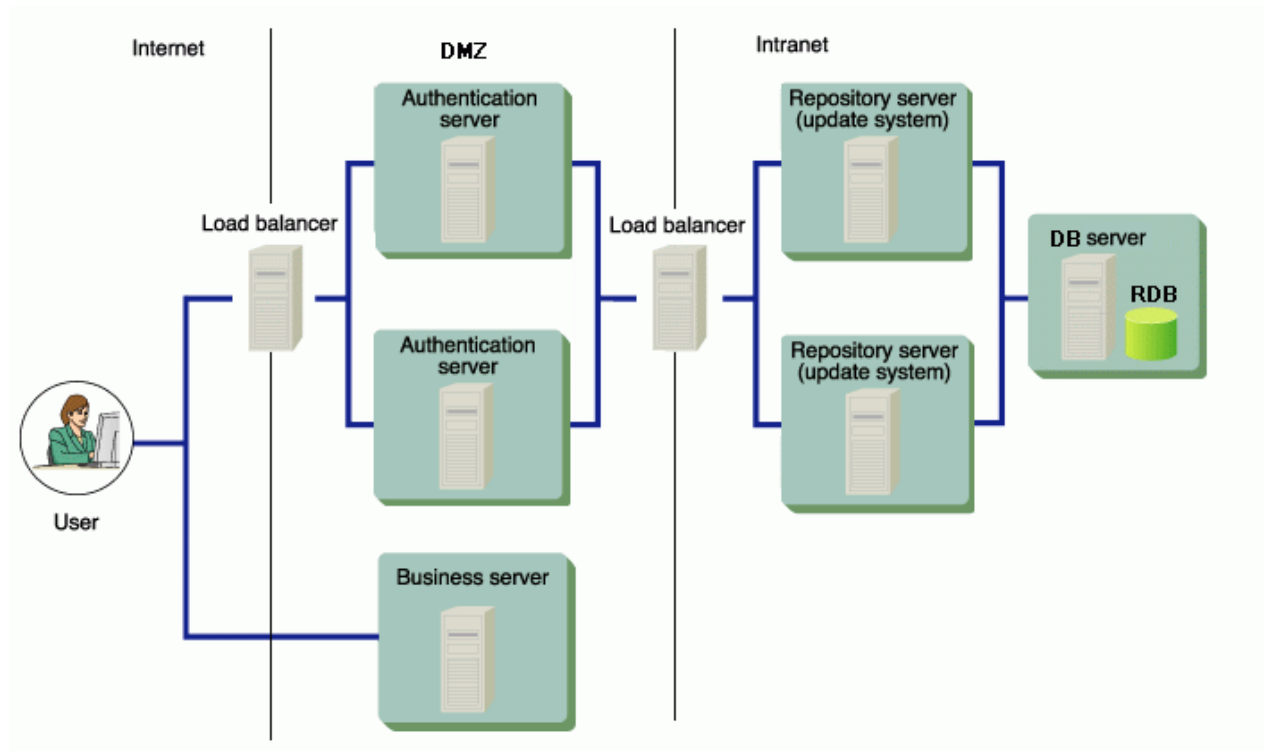 Internet
DMZ
Intranet
Authentication
server
Repository server
(update system)
Load balancer
Load balancer
DB server
RDB
Authentication
server
Repository server
(update system)
User
Business server